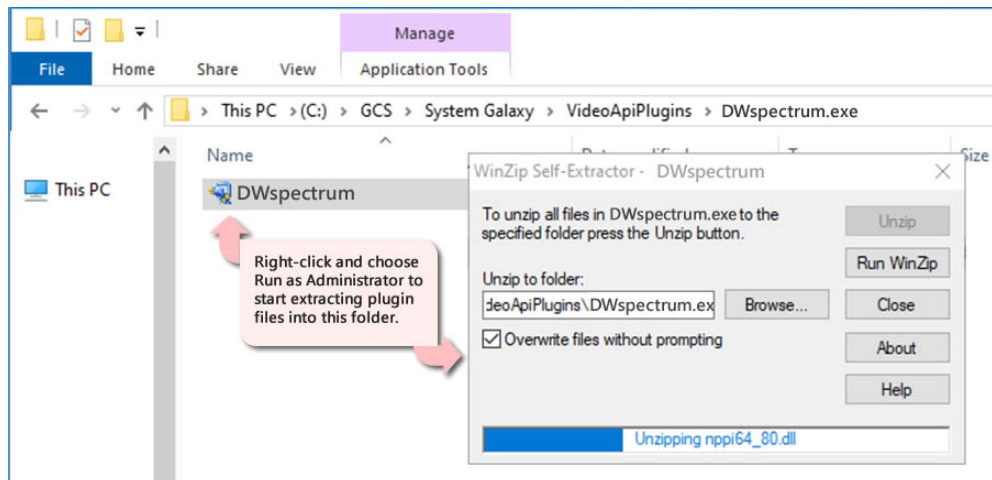 Manage
File Home Share View Application Tools
This PC > (C:) > GCS > System Galaxy > VideoApiPlugins > DWspectrum.exe
Name Size
This PC
DWspectrum
Right-click and choose
Run as Administrator to
start extracting plugin
files into this folder.
WinZip Self-Extractor - DWspectrum
To unzip all files in DWspectrum.exe to the
specified folder press the Unzip button.
Unzip to folder:
deoApiPlugins\DWspectrum.ex
Browse...
Overwrite files without prompting
Unzip
Run WinZip
Close
About
Help
Unzipping nppi64_80.dll